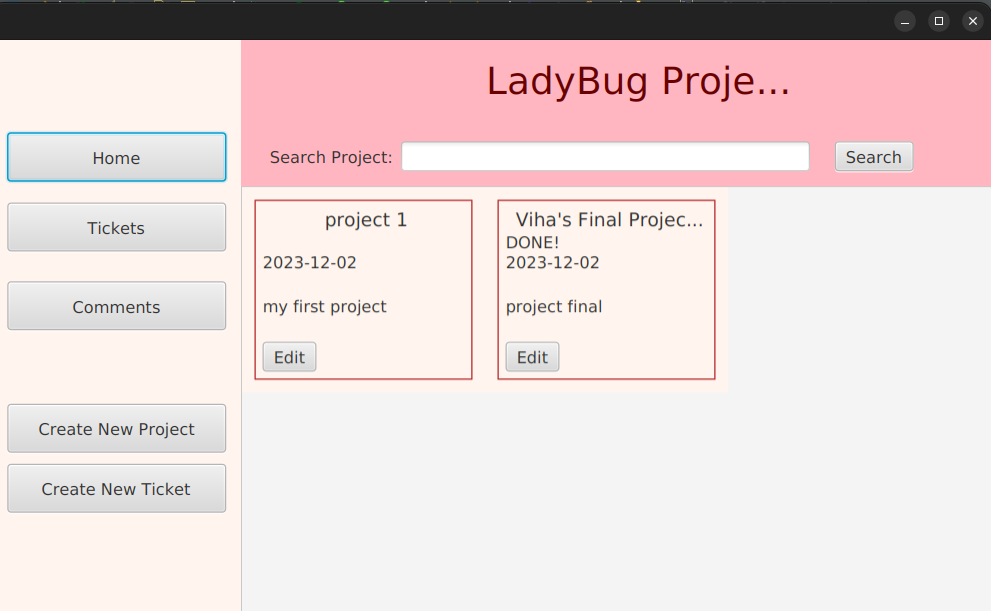 LadyBug Proje...
Search Project:
Search
Home
Tickets
Comments
Create New Project
Create New Ticket
project 1
2023-12-02
my first project
Edit
Viha's Final Projec...
DONE!
2023-12-02
project final
Edit